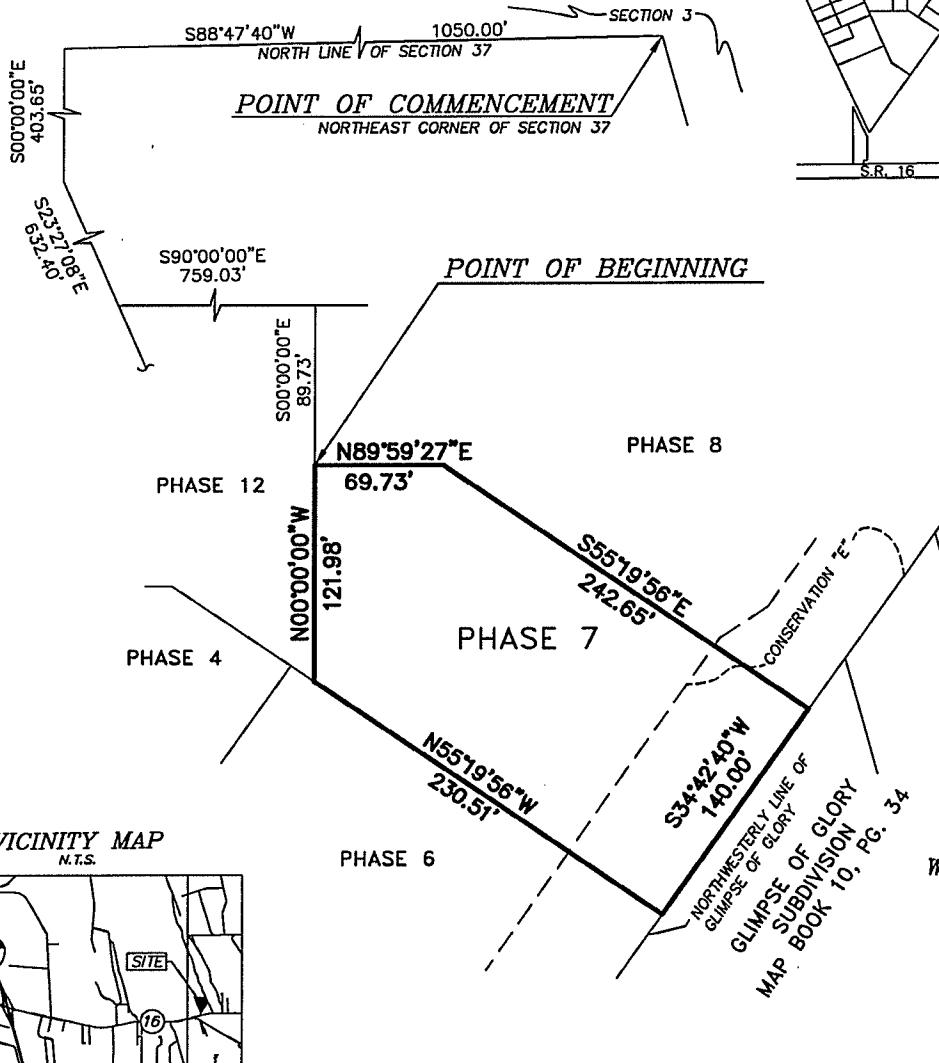 SECTION 3
S88°47'40"W 1050.00'
NORTH LINE OF SECTION 37
S00°00'00"E
403.65'
POINT OF COMMENCEMENT
NORTHEAST CORNER OF SECTION 37
S.R. 16
S23°27'08"E
632.40'
S90°00'00"E
759.03'
POINT OF BEGINNING
S00°00'00"E
89.73'
N89°59'27"E
69.73'
PHASE 8
PHASE 12
N00°00'00"W
121.98'
S55°19'56"E
242.65'
CONSERVATION "E"
PHASE 7
PHASE 4
N55°19'56"W
230.51'
S34°42'40"W
140.00'
NORTHWESTERLY LINE OF
GLIMPSE OF GLORY
GLIMPSE OF GLORY
SUBDIVISION
MAP BOOK 10, PG. 34
PHASE 6
VICINITY MAP
N.T.S.
SITE
16